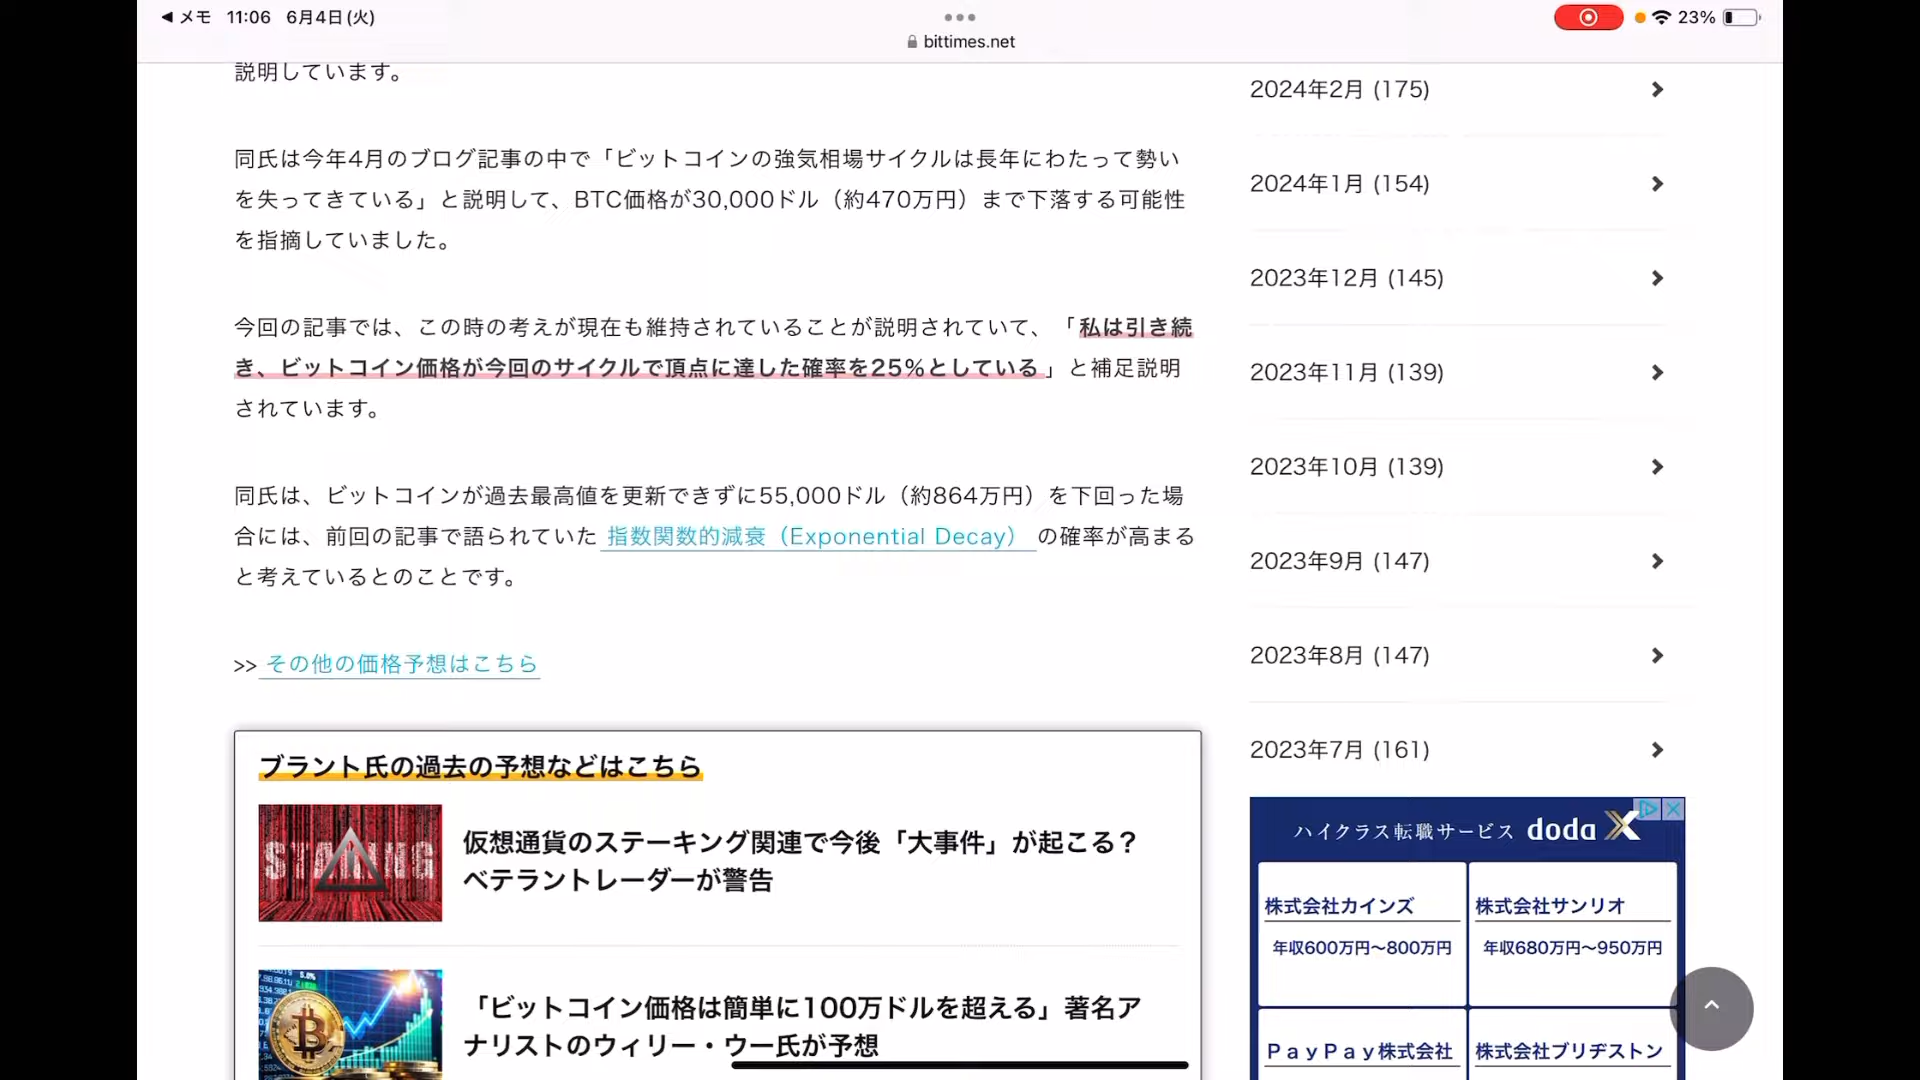 ◀メモ 11:06 6月4日(火)
23%
bittimes.net
説明しています。
同氏は今年4月のブログ記事の中で「ビットコインの強気相場サイクルは長年にわたって勢い
を失ってきている」と説明して、BTC価格が30,000ドル（約470万円）まで下落する可能性
を指摘していました。
今回の記事では、この時の考えが現在も維持されていることが説明されていて、「私は引き続
き、ビットコイン価格が今回のサイクルで頂点に達した確率を25%としている」と補足説明
されています。
同氏は、ビットコインが過去最高値を更新できずに55,000ドル（約864万円）を下回った場
合には、前回の記事で語られていた 指数関数的減衰（Exponential Decay） の確率が高まる
と考えているとのことです。
>> その他の価格予想はこちら
ブラント氏の過去の予想などはこちら
STAKING
仮想通貨のステーキング関連で今後「大事件」が起こる？
ベテラントレーダーが警告
「ビットコイン価格は簡単に100万ドルを超える」著名ア
ナリストのウィリー・ウー氏が予想
2024年2月 (175)
2024年1月 (154)
2023年12月 (145)
2023年11月 (139)
2023年10月 (139)
2023年9月 (147)
2023年8月 (147)
2023年7月 (161)
ハイクラス転職サービス doda X
株式会社カインズ
年収600万円〜800万円
株式会社サンリオ
年収680万円〜950万円
ＰａｙＰａｙ株式会社
株式会社ブリヂストン